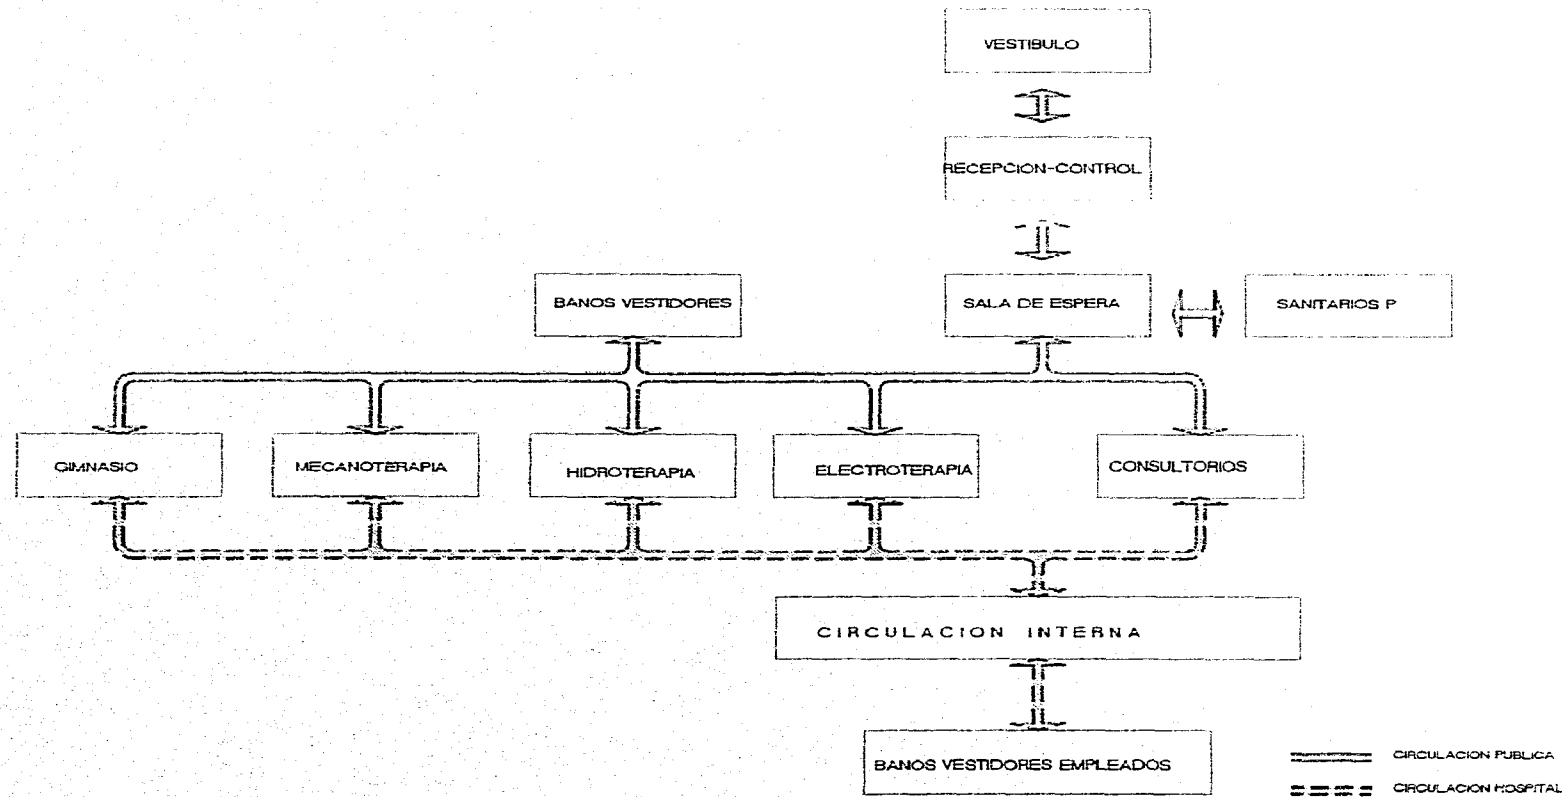 VESTIBULO
RECEPCION-CONTROL
BANOS VESTIDORES
SALA DE ESPERA
SANITARIOS P
GIMNASIO
MECANOTERAPIA
HIDROTERAPIA
ELECTROTERAPIA
CONSULTORIOS
CIRCULACION INTERNA
BANOS VESTIDORES EMPLEADOS
CIRCULACION PUBLICA
CIRCULACION HOSPITAL